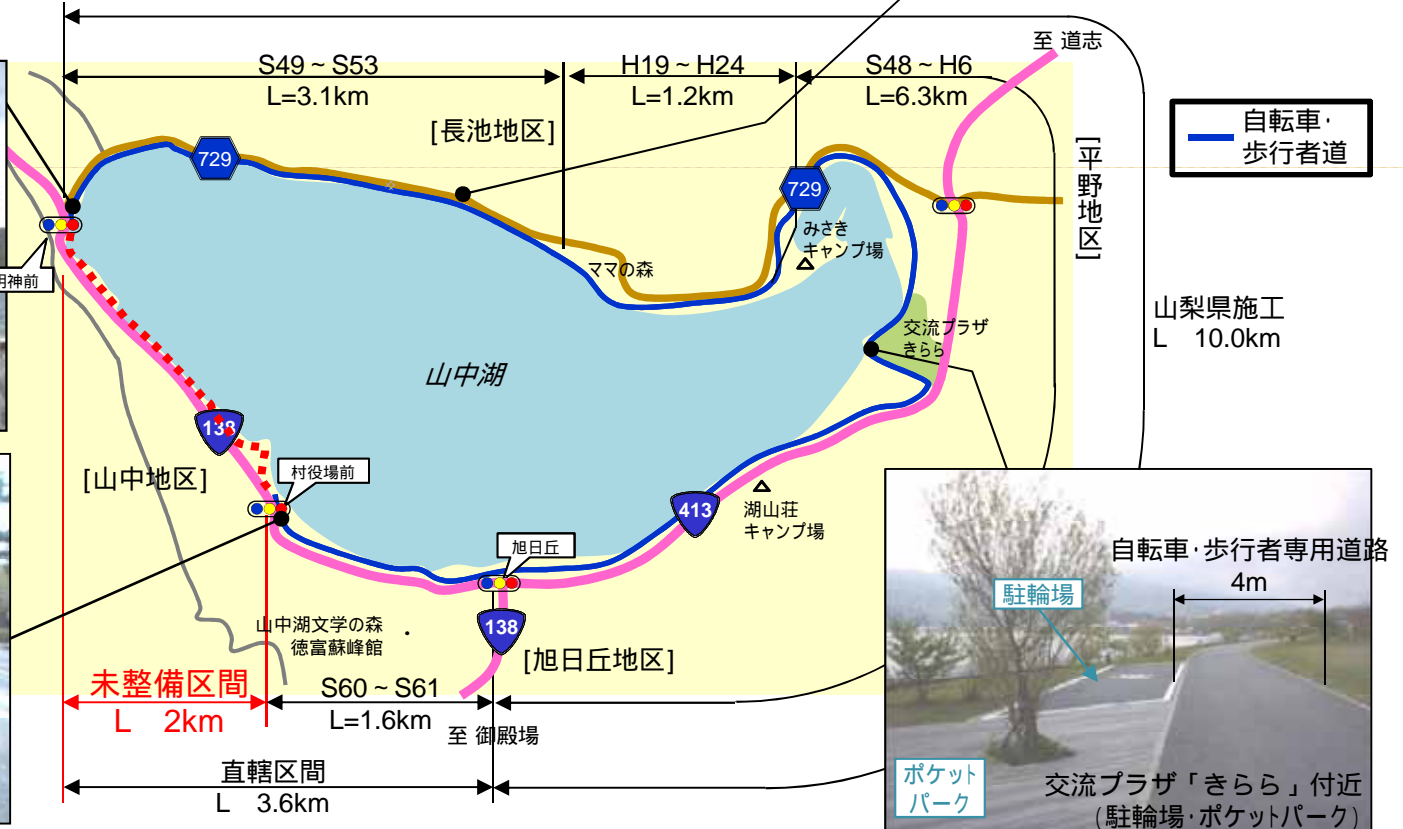 至 道志
S49～S53
L=3.1km
H19～H24
L=1.2km
S48～H6
L=6.3km
自転車・
歩行者道
[長池地区]
[平野地区]
729
729
みさき
キャンプ場
ママの森
明神前
交流プラザ
きらら
山梨県施工
L 10.0km
山中湖
138
[山中地区]
村役場前
413
湖山荘
キャンプ場
旭日丘
山中湖文学の森
徳富蘇峰館
138
[旭日丘地区]
未整備区間
L 2km
S60～S61
L=1.6km
至 御殿場
直轄区間
L 3.6km
自転車・歩行者専用道路
4m
駐輪場
ポケット
パーク
交流プラザ「きらら」付近
(駐輪場・ポケットパーク)